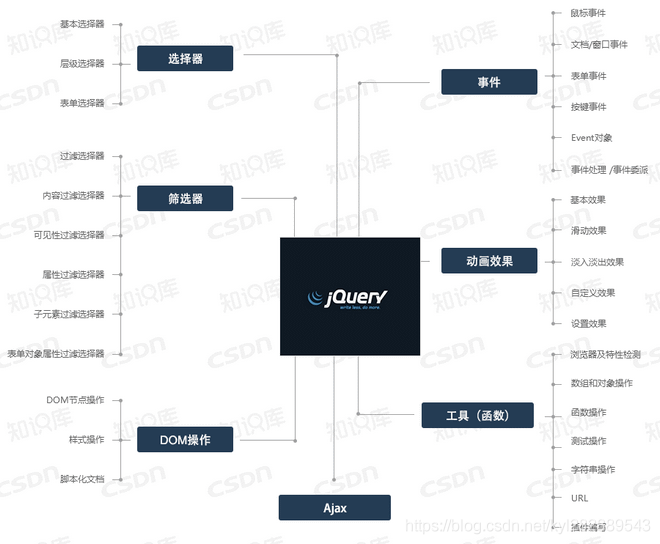 基本选择器
层级选择器
表单选择器
选择器
过滤选择器
内容过滤选择器
可见性过滤选择器
属性过滤选择器
子元素过滤选择器
表单对象属性过滤选择器
筛选器
DOM节点操作
样式操作
脚本化文档
DOM操作
jQuery
write less, do more.
Ajax
事件
鼠标事件
文档/窗口事件
表单事件
按键事件
Event对象
事件处理 /事件委派
动画效果
基本效果
滑动效果
淡入淡出效果
自定义效果
设置效果
工具（函数）
浏览器及特性检测
数组和对象操作
函数操作
测试操作
字符串操作
URL
插件编写
知识库
CSDN